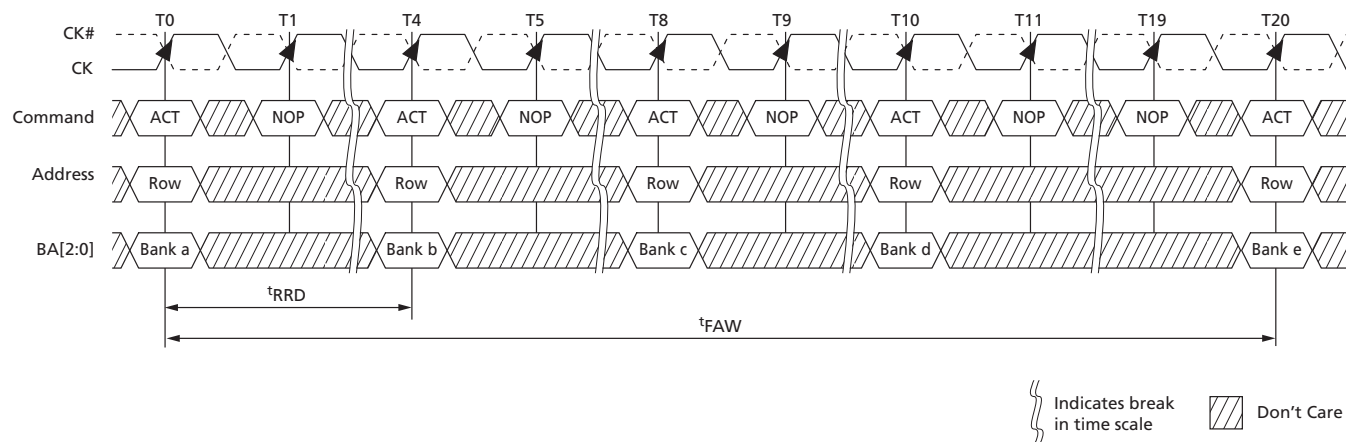 T0 T1 T4 T5 T8 T9 T10 T11 T19 T20
CK#
CK
Command ACT NOP ACT NOP ACT NOP ACT NOP NOP ACT
Address Row Row Row Row Row
BA[2:0] Bank a Bank b Bank c Bank d Bank e
tRRD
tFAW
Indicates break
in time scale
Don't Care